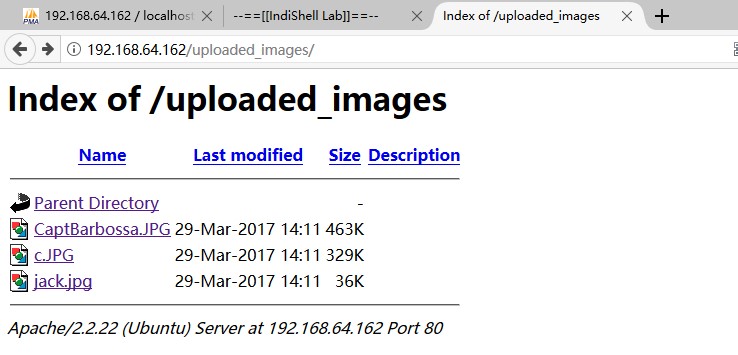 192.168.64.162 / localhost
--==[[IndiShell Lab]]==--
Index of /uploaded_images
192.168.64.162/uploaded_images/
Index of /uploaded_images
Name Last modified Size Description
Parent Directory -
CaptBarbossa.JPG 29-Mar-2017 14:11 463K
c.JPG 29-Mar-2017 14:11 329K
jack.jpg 29-Mar-2017 14:11 36K
Apache/2.2.22 (Ubuntu) Server at 192.168.64.162 Port 80